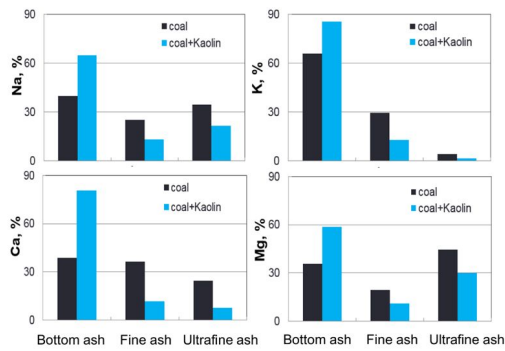 Na, %
90
60
30
0
coal
coal+Kaolin
K, %
90
60
30
0
coal
coal+Kaolin
Ca, %
90
60
30
0
coal
coal+Kaolin
Bottom ash Fine ash Ultrafine ash
Mg, %
90
60
30
0
coal
coal+Kaolin
Bottom ash Fine ash Ultrafine ash